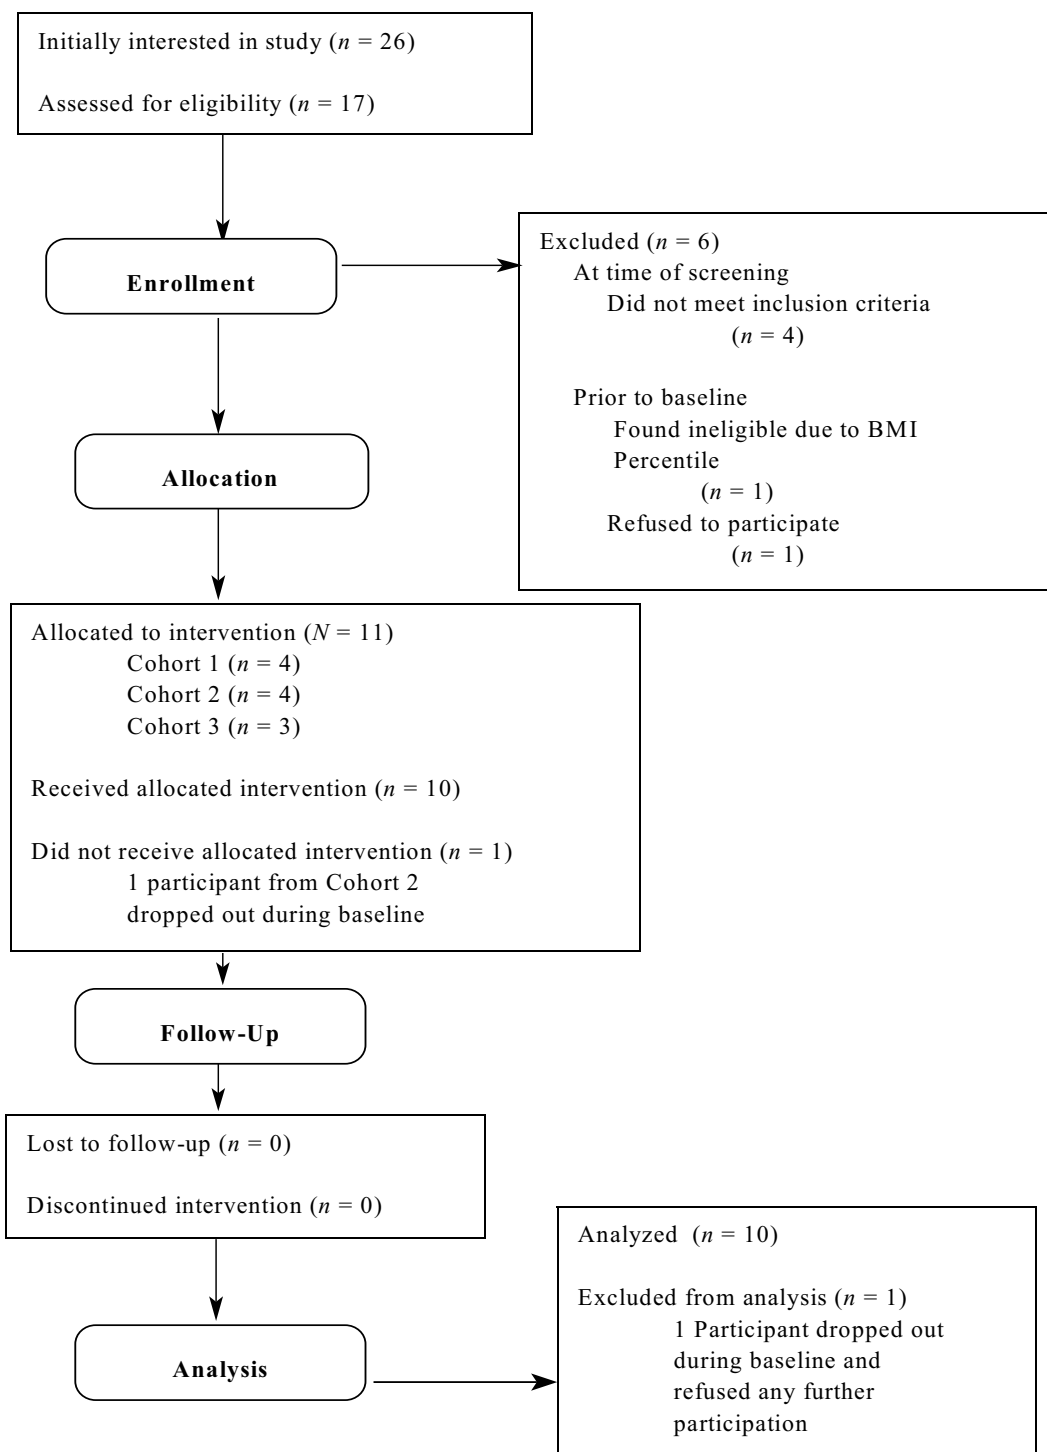 Initially interested in study (n = 26)
Assessed for eligibility (n = 17)
Enrollment
Excluded (n = 6)
At time of screening
Did not meet inclusion criteria
(n = 4)
Prior to baseline
Found ineligible due to BMI
Percentile
(n = 1)
Refused to participate
(n = 1)
Allocation
Allocated to intervention (N = 11)
Cohort 1 (n = 4)
Cohort 2 (n = 4)
Cohort 3 (n = 3)
Received allocated intervention (n = 10)
Did not receive allocated intervention (n = 1)
1 participant from Cohort 2
dropped out during baseline
Follow-Up
Lost to follow-up (n = 0)
Discontinued intervention (n = 0)
Analysis
Analyzed (n = 10)
Excluded from analysis (n = 1)
1 Participant dropped out
during baseline and
refused any further
participation